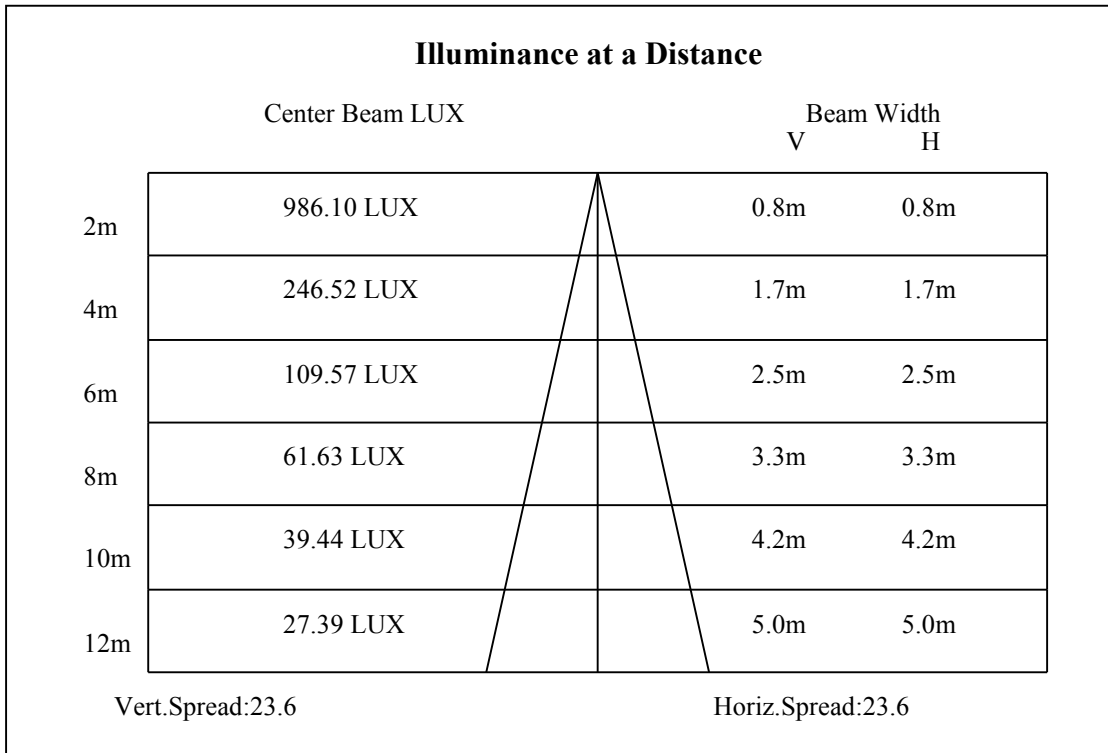 Illuminance at a Distance
Center Beam LUX Beam Width
V H
2m 986.10 LUX 0.8m 0.8m
4m 246.52 LUX 1.7m 1.7m
6m 109.57 LUX 2.5m 2.5m
8m 61.63 LUX 3.3m 3.3m
10m 39.44 LUX 4.2m 4.2m
12m 27.39 LUX 5.0m 5.0m
Vert.Spread:23.6 Horiz.Spread:23.6